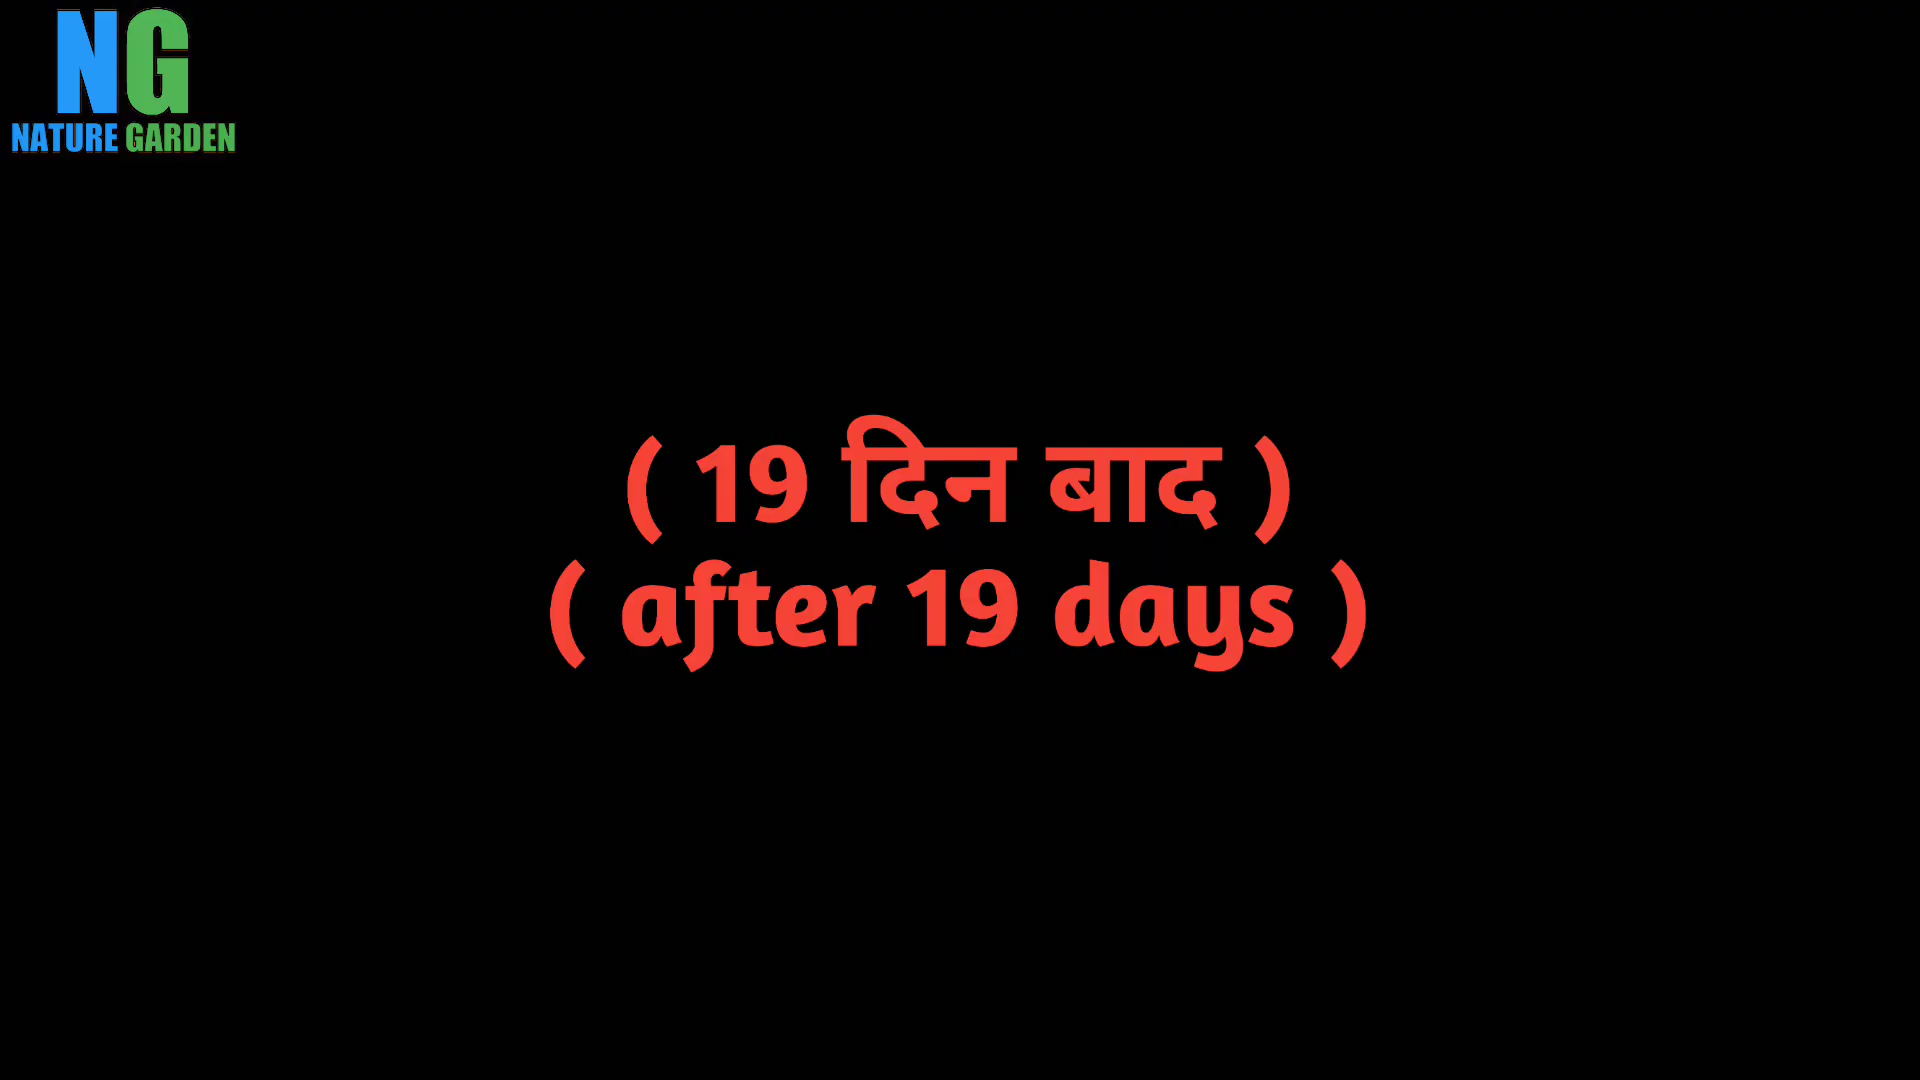 NG
NATURE GARDEN
( 19 दिन बाद )
( after 19 days )